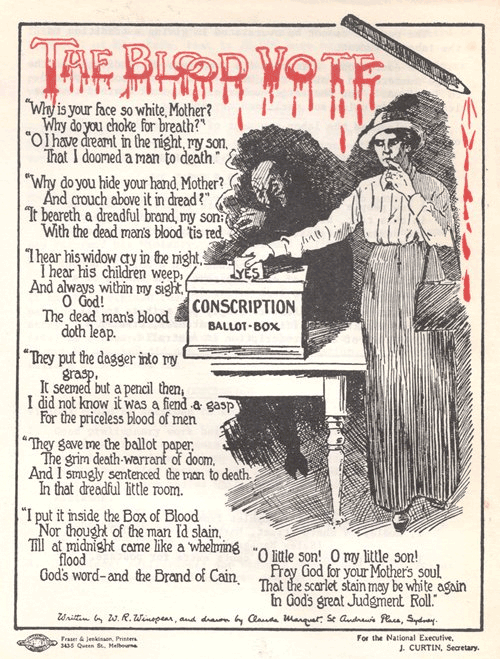 THE BLOOD VOTE
"Why is your face so white, Mother?
Why do you choke for breath?"
"O I have dreamt in the night, my son,
That I doomed a man to death."
"Why do you hide your hand, Mother?
And crouch above it in dread?"
"It beareth a dreadful brand, my son;
With the dead man's blood 'tis red.
"I hear his widow cry in the night,
I hear his children weep;
And always within my sight,
O God!
The dead man's blood
doth leap.
"They put the dagger into my
grasp,
It seemed but a pencil then;
I did not know it was a fiend a-gasp
For the priceless blood of men
"They gave me the ballot paper,
The grim death-warrant of doom,
And I smugly sentenced the man to death
In that dreadful little room.
"I put it inside the Box of Blood
Nor thought of the man I'd slain,
Till at midnight came like a 'whelming
flood
God's word—and the Brand of Cain.
"O little son! O my little son!
Pray God for your Mother's soul,
That the scarlet stain may be white again
In God's great Judgment Roll."
YES
CONSCRIPTION
BALLOT-BOX
Written by W. R. Winspear, and drawn by Claude Marquet, St Andrew's Place, Sydney.
Fraser & Jenkinson, Printers,
343-5 Queen St., Melbourne.
For the National Executive,
J. CURTIN, Secretary.